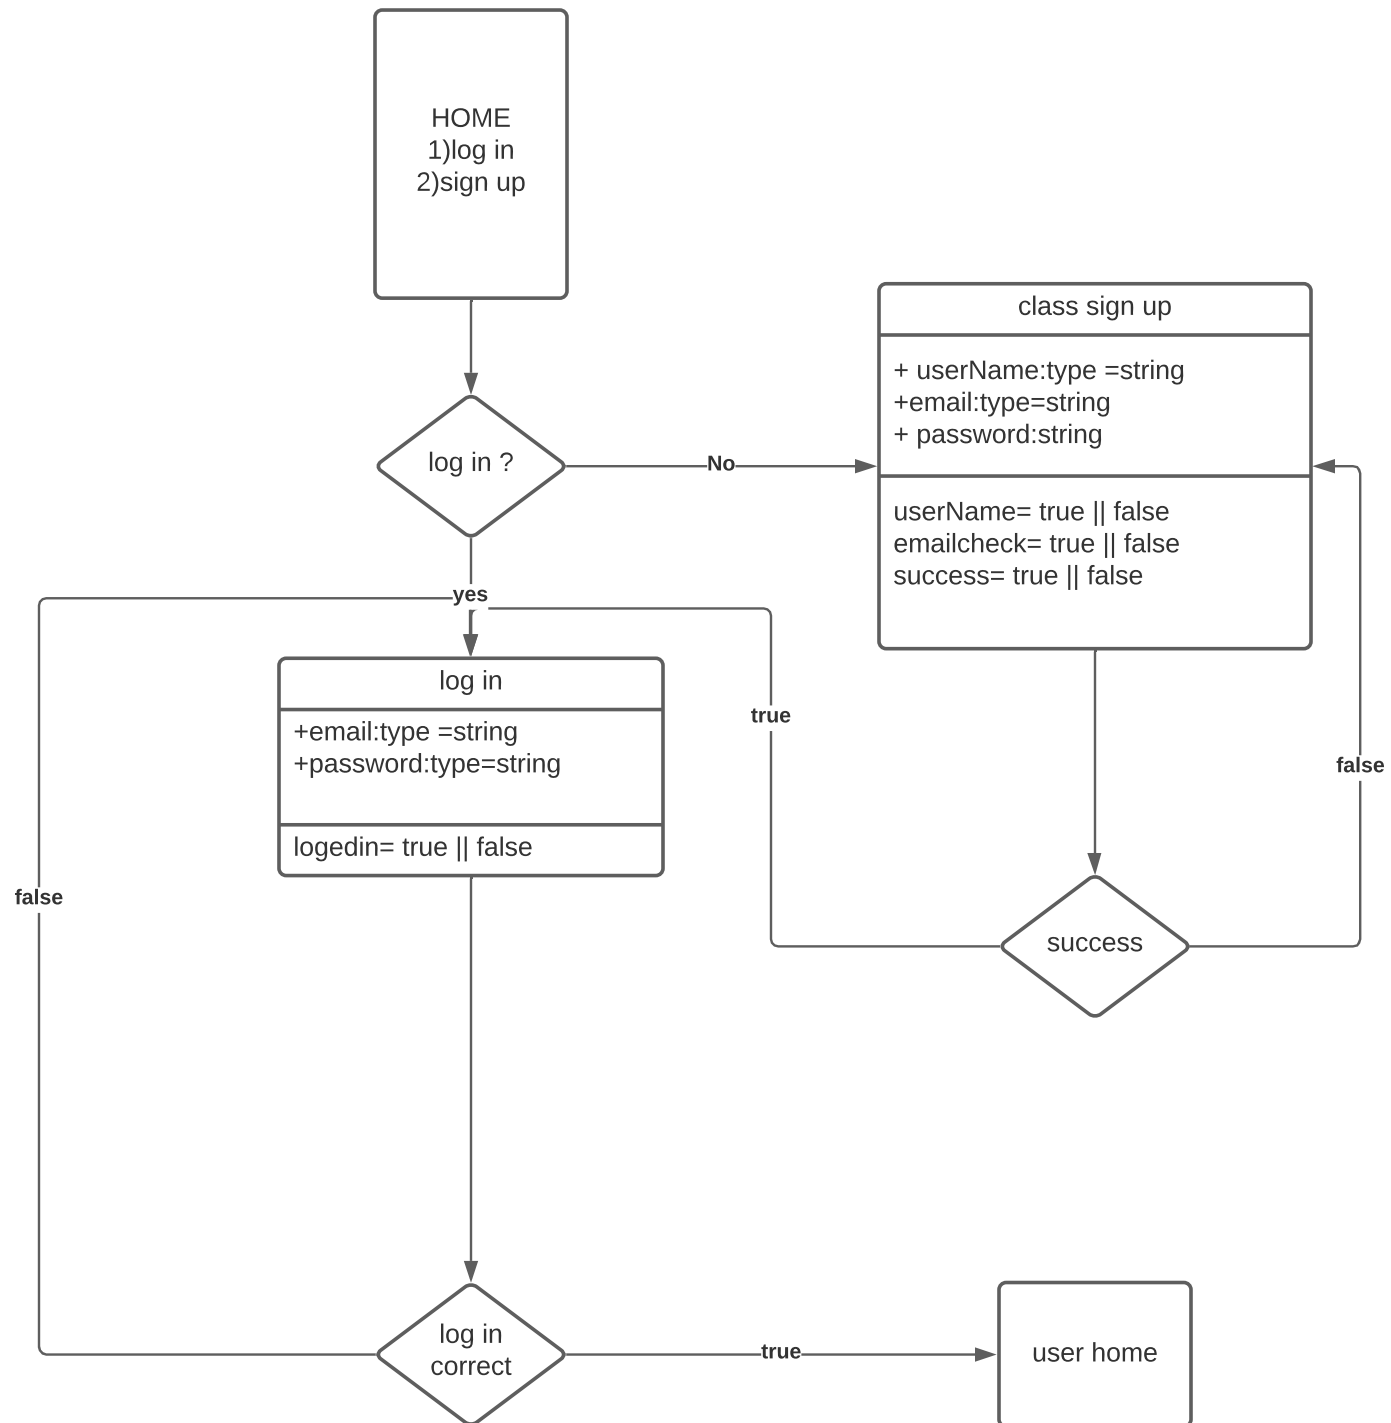 HOME
1)log in
2)sign up
class sign up
+ userName:type =string
+email:type=string
+ password:string
log in ?
No
userName= true || false
emailcheck= true || false
success= true || false
yes
log in
+email:type =string
+password:type=string
logedin= true || false
true
false
false
success
log in
correct
true
user home